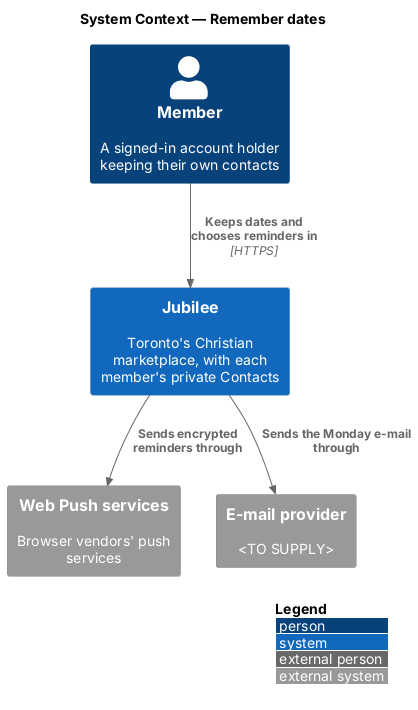 System Context — Remember dates
Member
A signed-in account holder
keeping their own contacts
Keeps dates and
chooses reminders in
[HTTPS]
Jubilee
Toronto's Christian
marketplace, with each
member's private Contacts
Sends encrypted
reminders through
Sends the Monday e-mail
through
Web Push services
Browser vendors' push
services
E-mail provider
<TO SUPPLY>
Legend
person
system
external person
external system